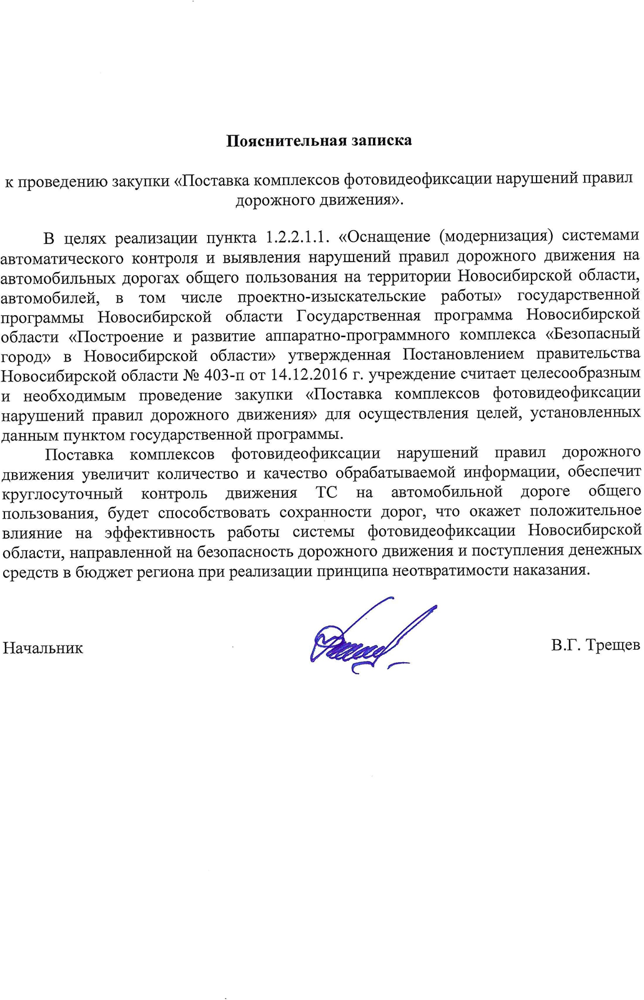 Пояснительная записка
к проведению закупки «Поставка комплексов фотовидеофиксации нарушений правил
дорожного движения».
В целях реализации пункта 1.2.2.1.1. «Оснащение (модернизация) системами
автоматического контроля и выявления нарушений правил дорожного движения на
автомобильных дорогах общего пользования на территории Новосибирской области,
автомобилей, в том числе проектно-изыскательские работы» государственной
программы Новосибирской области Государственная программа Новосибирской
области «Построение и развитие аппаратно-программного комплекса «Безопасный
город» в Новосибирской области» утвержденная Постановлением правительства
Новосибирской области № 403-п от 14.12.2016 г. учреждение считает целесообразным
и необходимым проведение закупки «Поставка комплексов фотовидеофиксации
нарушений правил дорожного движения» для осуществления целей, установленных
данным пунктом государственной программы.
Поставка комплексов фотовидеофиксации нарушений правил дорожного
движения увеличит количество и качество обрабатываемой информации, обеспечит
круглосуточный контроль движения ТС на автомобильной дороге общего
пользования, будет способствовать сохранности дорог, что окажет положительное
влияние на эффективность работы системы фотовидеофиксации Новосибирской
области, направленной на безопасность дорожного движения и поступления денежных
средств в бюджет региона при реализации принципа неотвратимости наказания.
Начальник В.Г. Трещев